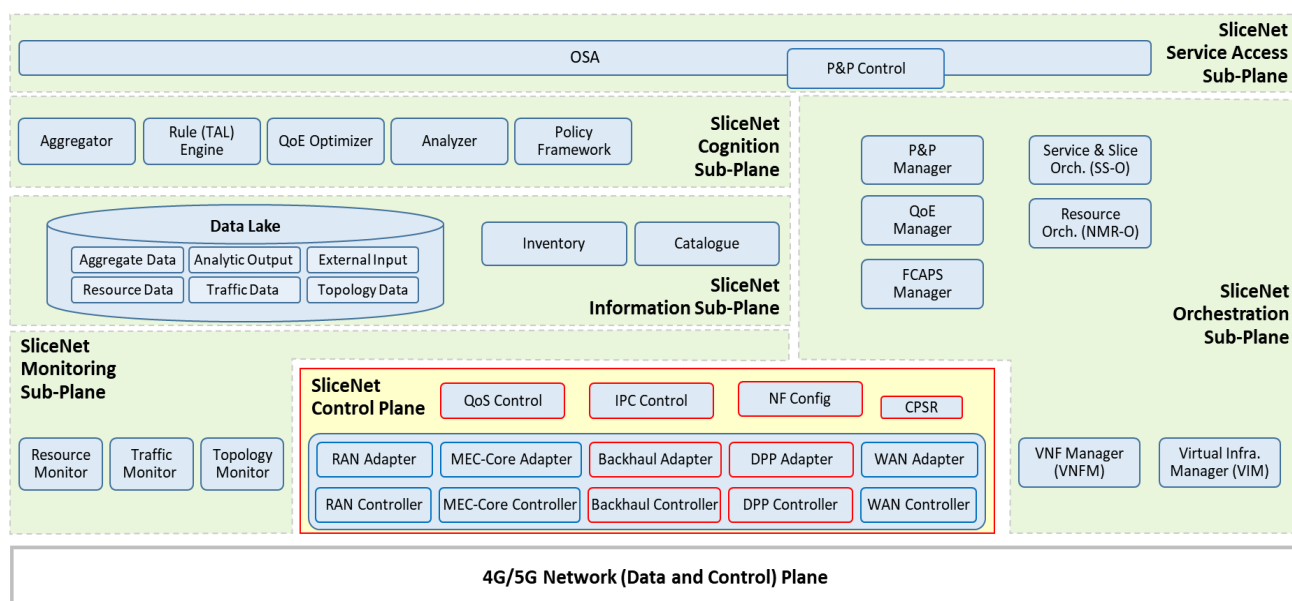 SliceNet
Service Access
Sub-Plane
OSA
P&P Control
Aggregator
Rule (TAL)
Engine
QoE Optimizer
Analyzer
Policy
Framework
SliceNet
Cognition
Sub-Plane
P&P
Manager
Service & Slice
Orch. (SS-O)
QoE
Manager
Resource
Orch. (NMR-O)
FCAPS
Manager
SliceNet
Orchestration
Sub-Plane
Data Lake
Aggregate Data
Analytic Output
External Input
Resource Data
Traffic Data
Topology Data
Inventory
Catalogue
SliceNet
Information Sub-Plane
SliceNet
Monitoring
Sub-Plane
Resource
Monitor
Traffic
Monitor
Topology
Monitor
SliceNet
Control Plane
QoS Control
IPC Control
NF Config
CPSR
RAN Adapter
MEC-Core Adapter
Backhaul Adapter
DPP Adapter
WAN Adapter
RAN Controller
MEC-Core Controller
Backhaul Controller
DPP Controller
WAN Controller
VNF Manager
(VNFM)
Virtual Infra.
Manager (VIM)
4G/5G Network (Data and Control) Plane